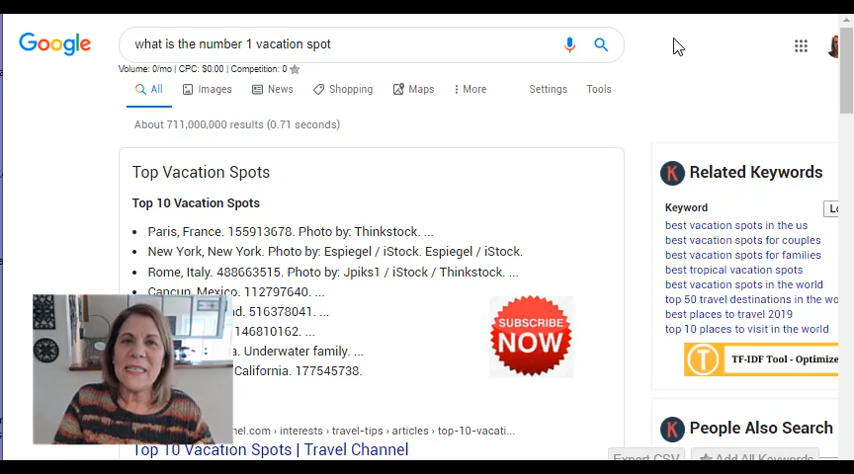 Google
what is the number 1 vacation spot
Volume: 0/mo | CPC: $0.00 | Competition: 0
All Images News Shopping Maps More Settings Tools
About 711,000,000 results (0.71 seconds)
Top Vacation Spots
Top 10 Vacation Spots
Paris, France. 155913678. Photo by: Thinkstock. ...
New York, New York. Photo by: Espiegel / iStock. Espiegel / iStock.
Rome, Italy. 488663515. Photo by: Jpiks1 / iStock / Thinkstock. ...
Cancun, Mexico. 112797640. ...
nd. 516378041. ...
146810162. ...
a. Underwater family. ...
California. 177545738.
nel.com › interests › travel-tips › articles › top-10-vacati...
Top 10 Vacation Spots | Travel Channel
SUBSCRIBE
NOW
K Related Keywords
Keyword
Lo
best vacation spots in the us
best vacation spots for couples
best vacation spots for families
best tropical vacation spots
best vacation spots in the world
top 50 travel destinations in the wo
best places to travel 2019
top 10 places to visit in the world
T TF-IDF Tool - Optimize
K People Also Search
Export CSV Add All Keywords